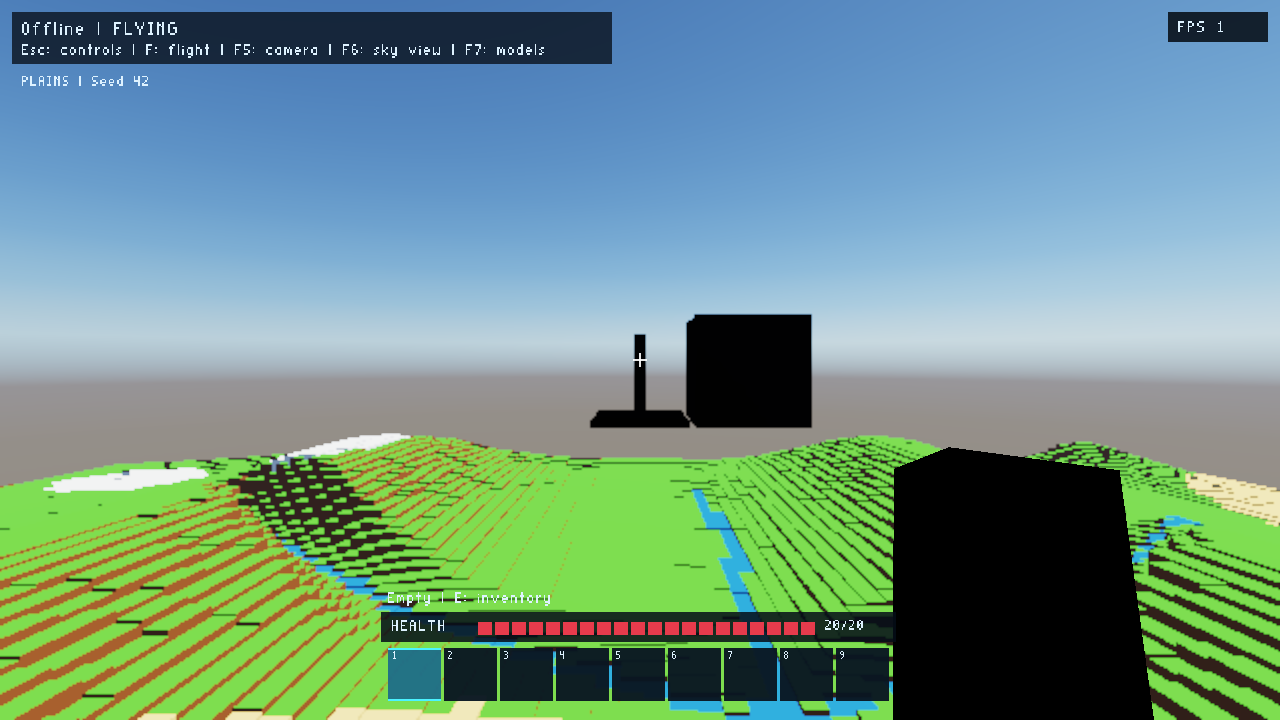 Offline | FLYING
FPS 1
Esc: controls | F: flight | F5: camera | F6: sky view | F7: models
PLAINS | Seed 42
Empty | E: inventory
HEALTH 20/20
1 2 3 4 5 6 7 8 9